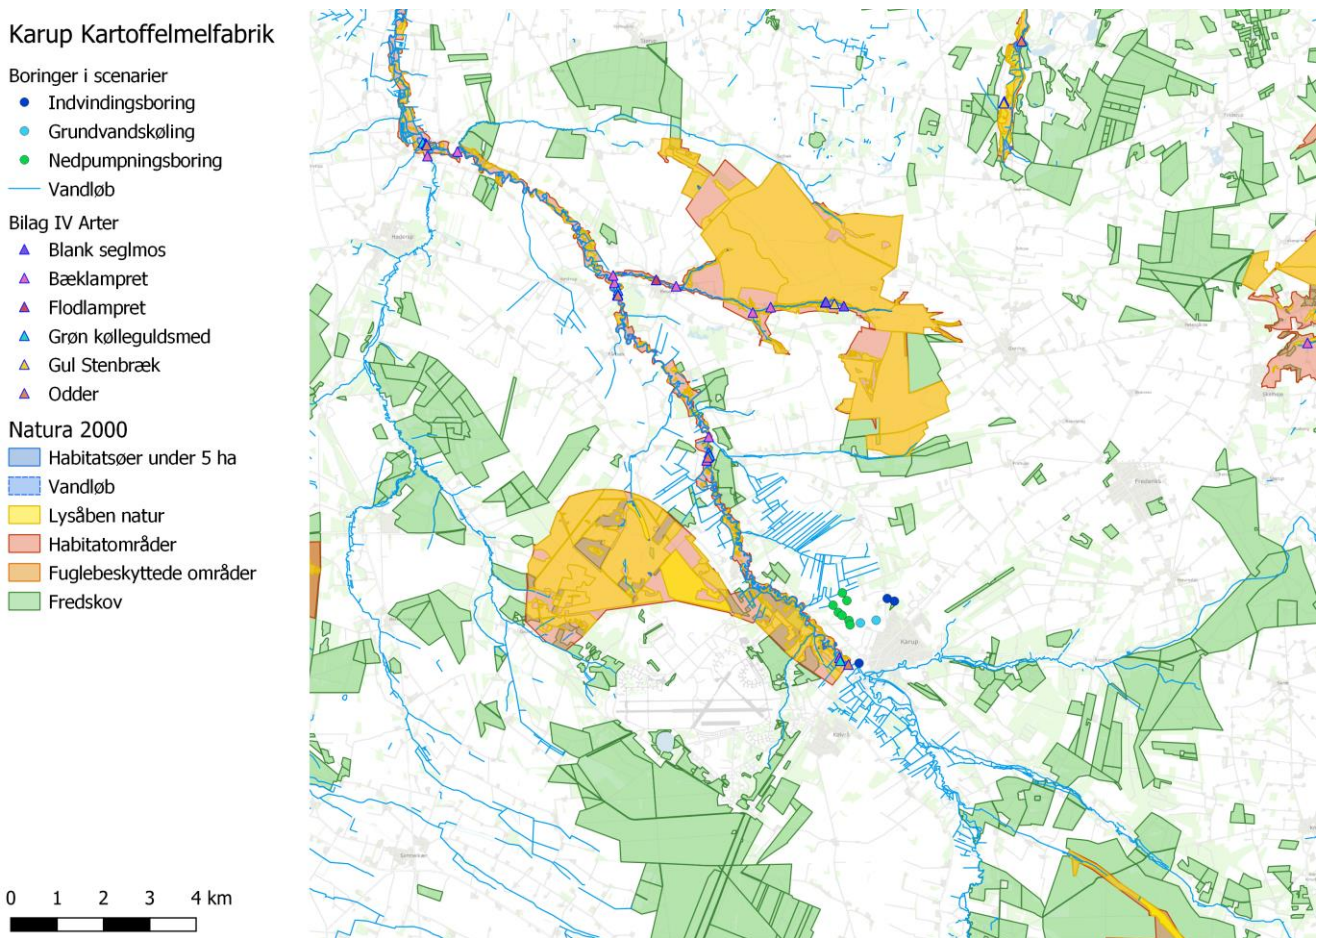 Karup Kartoffelmelfabrik
Boringer i scenarier
Indvindingsboring
Grundvandskøling
Nedpumpningsboring
Vandløb
Bilag IV Arter
Blank seglmos
Bæklampret
Flodlampret
Grøn kølleguldsmed
Gul Stenbræk
Odder
Natura 2000
Habitatsøer under 5 ha
Vandløb
Lysåben natur
Habitatområder
Fuglebeskyttede områder
Fredskov
0 1 2 3 4 km
Haderup
Frederiks
Karup